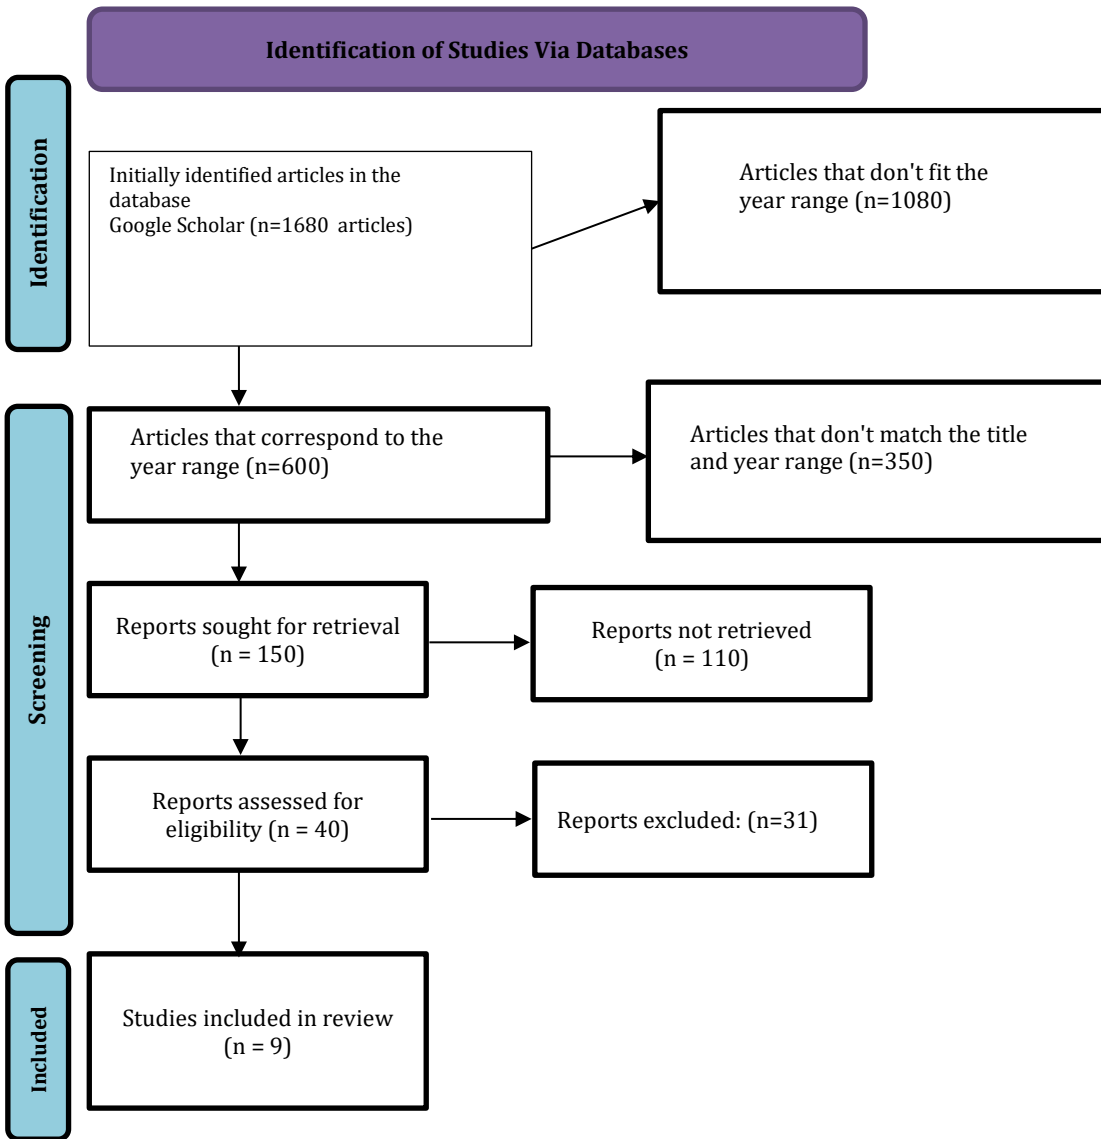 Identification of Studies Via Databases
Identification
Initially identified articles in the
database
Google Scholar (n=1680 articles)
Articles that don't fit the
year range (n=1080)
Screening
Articles that correspond to the
year range (n=600)
Articles that don't match the title
and year range (n=350)
Reports sought for retrieval
(n = 150)
Reports not retrieved
(n = 110)
Reports assessed for
eligibility (n = 40)
Reports excluded: (n=31)
Included
Studies included in review
(n = 9)